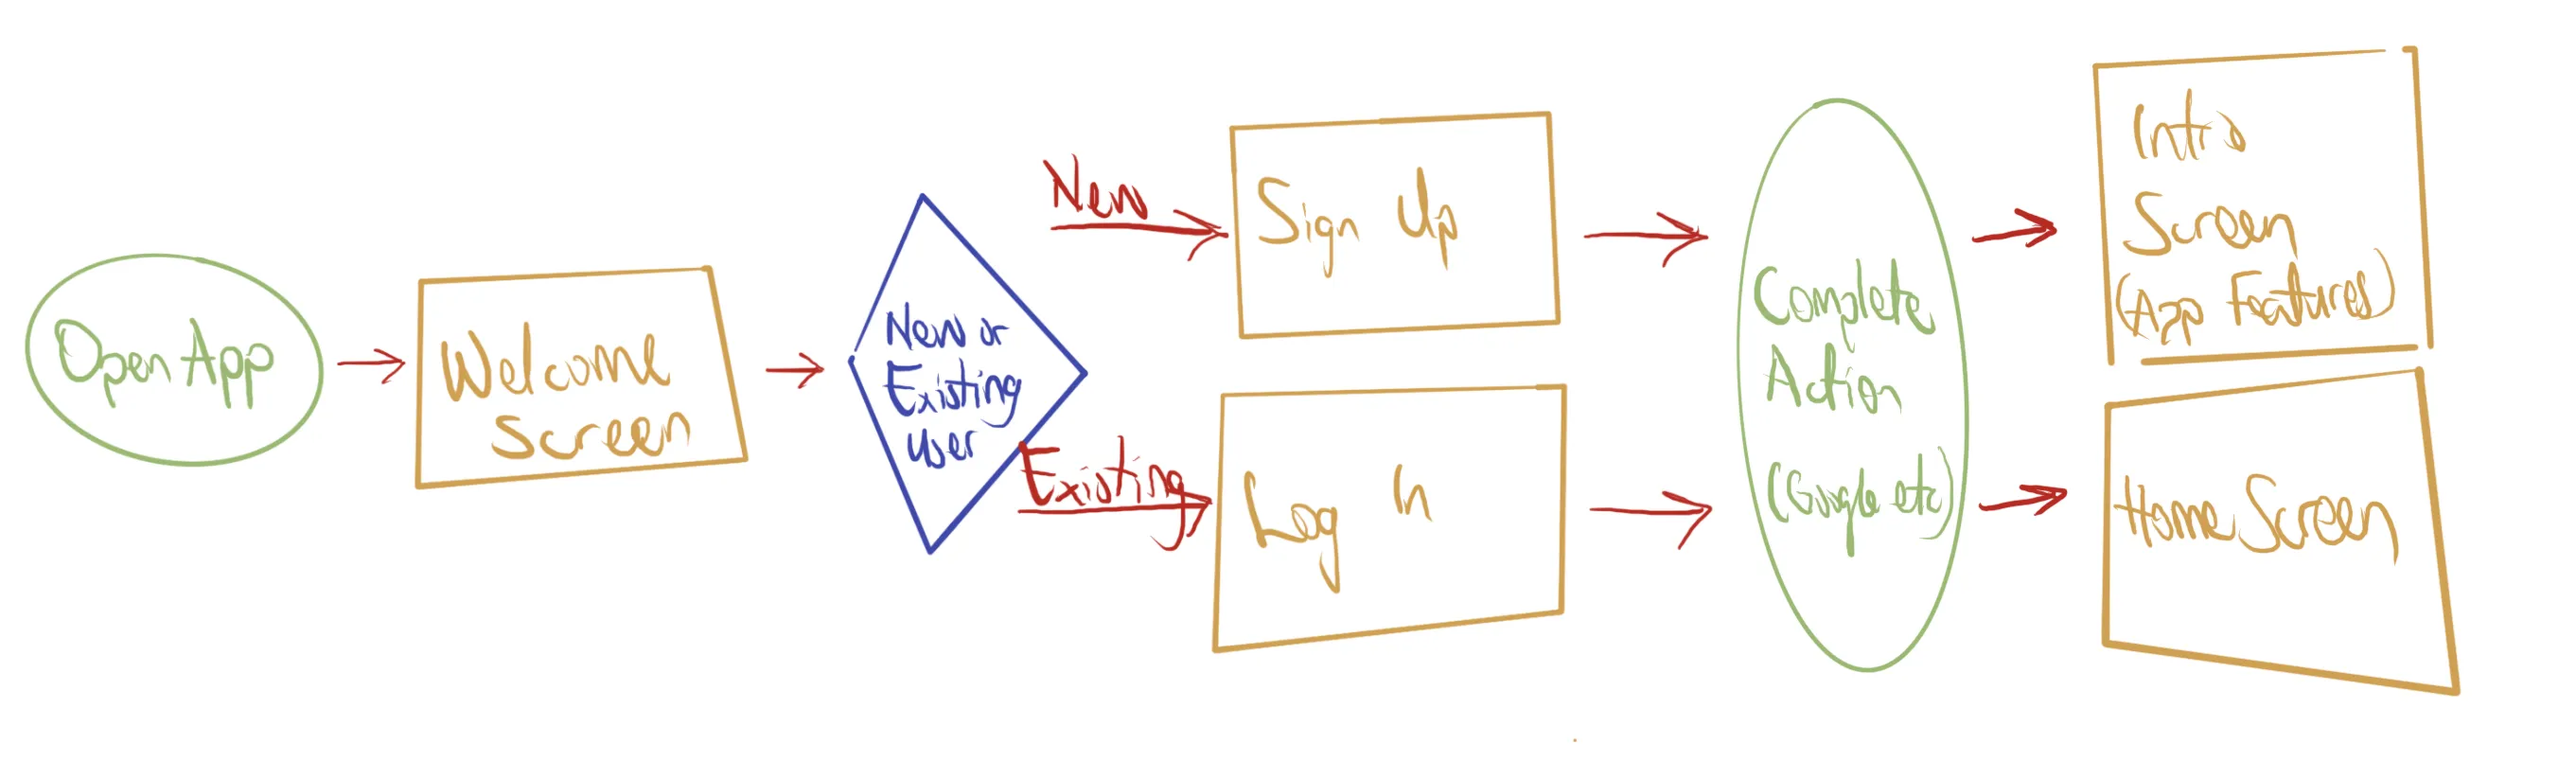 Open App
Welcome
Screen
New or
Existing
User
New
Existing
Sign Up
Log In
Complete
Action
(Google etc)
Intro
Screen
(App Features)
Home Screen